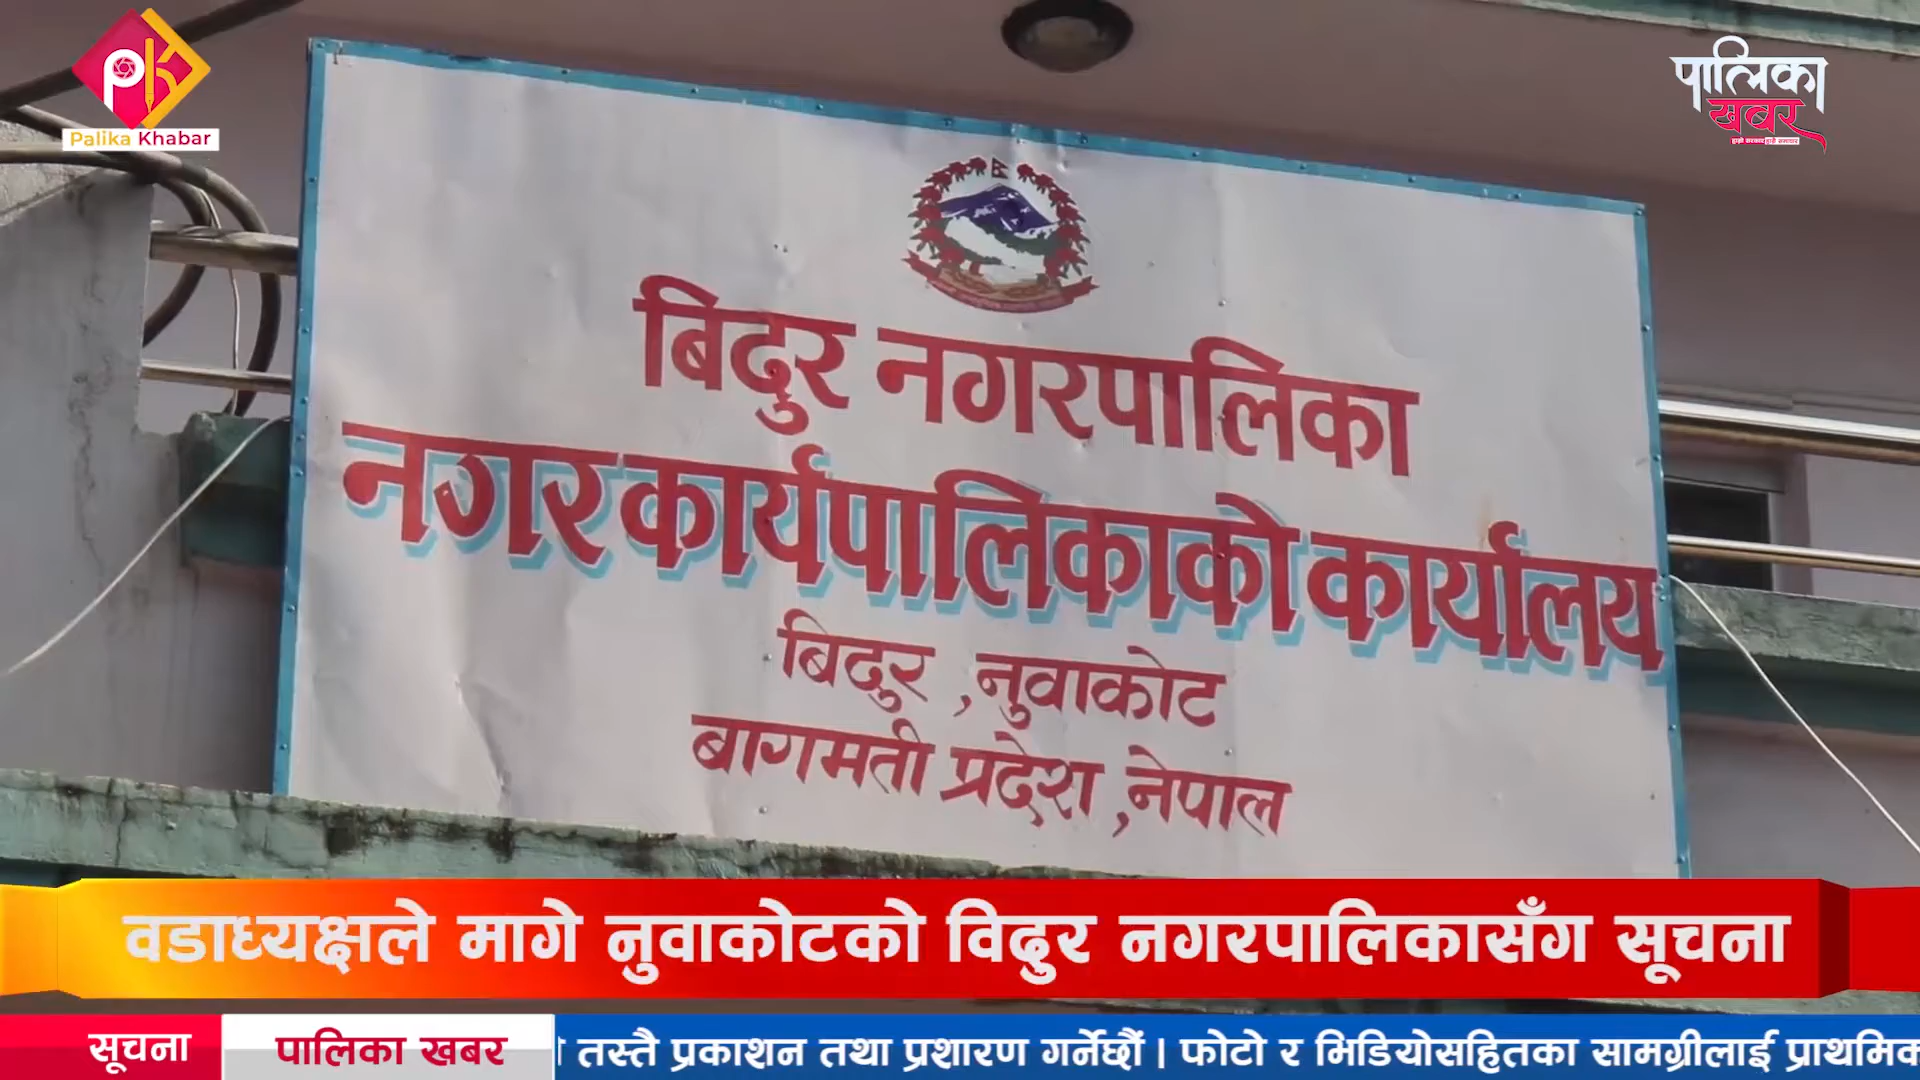 PK
Palika Khabar
पालिका
खबर
बिदुर नगरपालिका
नगर कार्यपालिकाको कार्यालय
बिदुर ,नुवाकोट
बागमती प्रदेश ,नेपाल
वडाध्यक्षले मागे नुवाकोटको विदुर नगरपालिकासँग सूचना
सूचना
पालिका खबर
तस्तै प्रकाशन तथा प्रशारण गर्नेछौं । फोटो र भिडियोसहितका सामग्रीलाई प्राथमिक